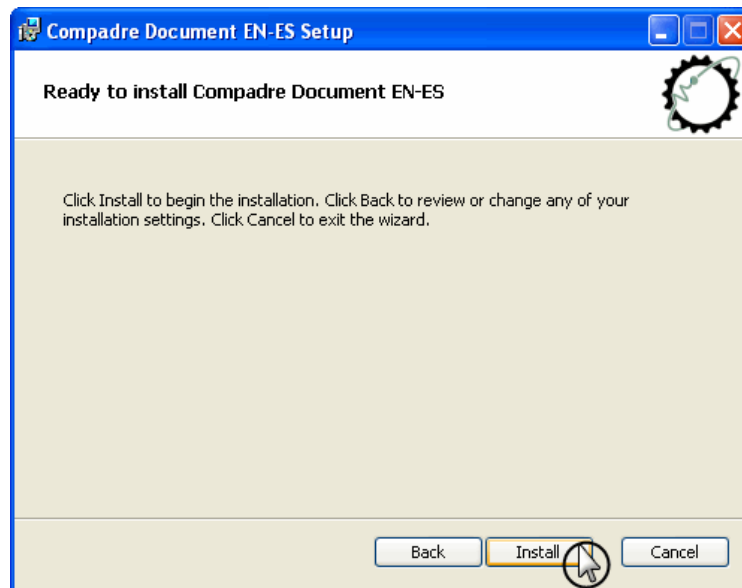 Compadre Document EN-ES Setup
Ready to install Compadre Document EN-ES
Click Install to begin the installation. Click Back to review or change any of your
installation settings. Click Cancel to exit the wizard.
Back
Install
Cancel